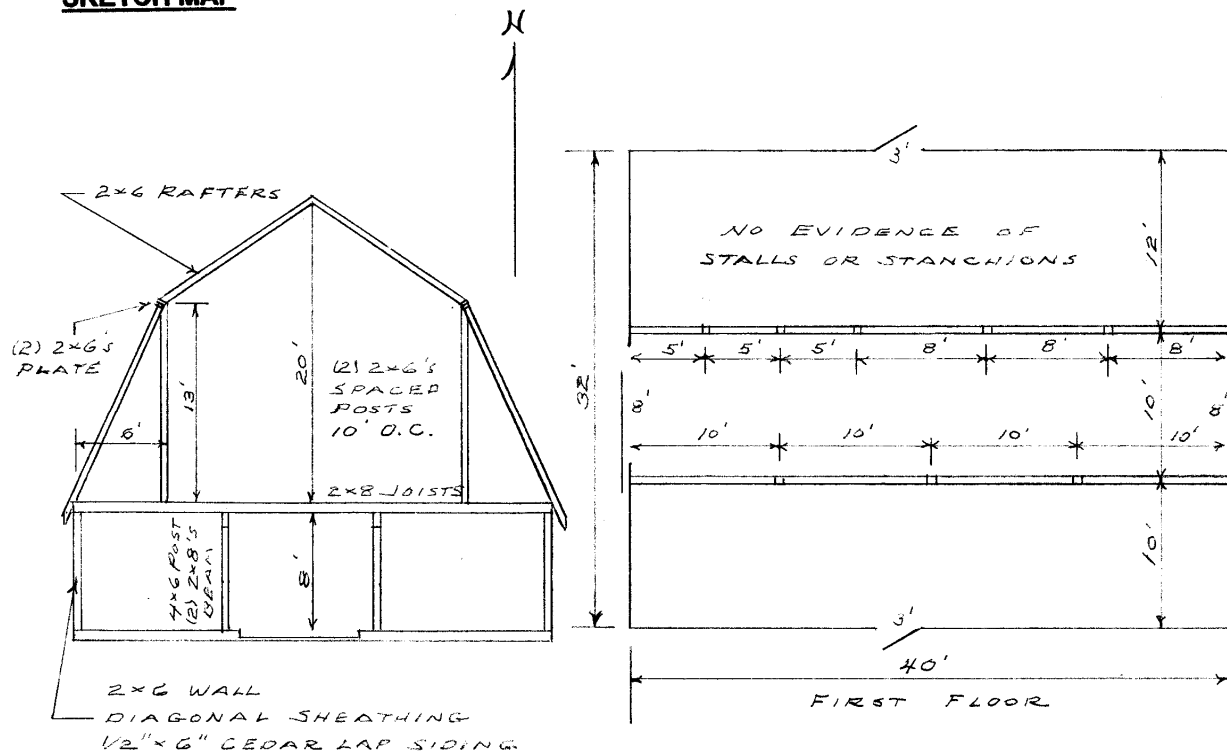 SKETCH MAP
N
2×6 RAFTERS
(2) 2×6's
PLATE
6'
13'
20'
(2) 2×6's
SPACED
POSTS
10' O.C.
2×8 JOISTS
4×6 POST
(2) 2×8's
BEAM
8'
2×6 WALL
DIAGONAL SHEATHING
1/2" × 6" CEDAR LAP SIDING
3'
NO EVIDENCE OF
STALLS OR STANCHIONS
12'
32'
5' 5' 5' 8' 8' 8'
8' 10' 8'
10' 10' 10' 10'
10'
3'
40'
FIRST FLOOR